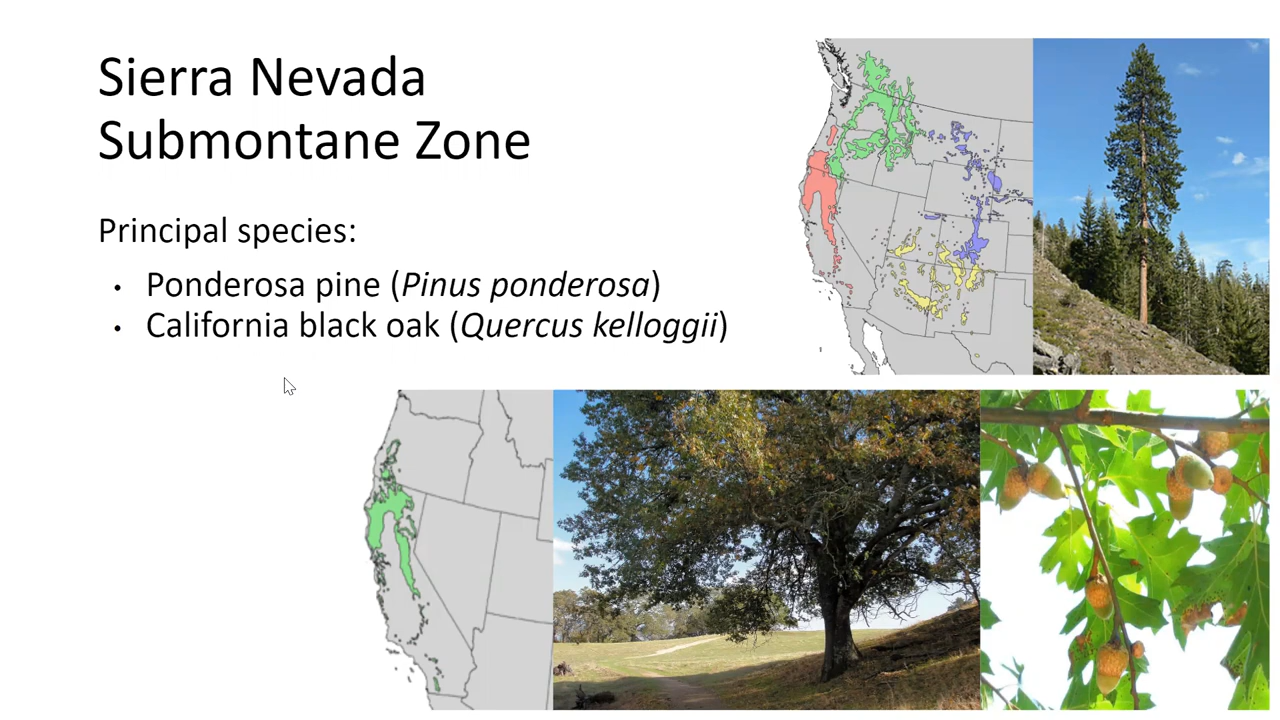 Sierra Nevada
Submontane Zone
Principal species:
• Ponderosa pine (Pinus ponderosa)
• California black oak (Quercus kelloggii)